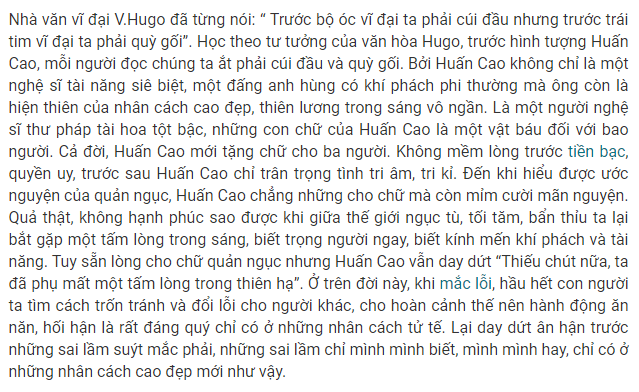 Nhà văn vĩ đại V.Hugo đã từng nói: “ Trước bộ óc vĩ đại ta phải cúi đầu nhưng trước trái
tim vĩ đại ta phải quỳ gối”. Học theo tư tưởng của văn hòa Hugo, trước hình tượng Huấn
Cao, mỗi người đọc chúng ta ắt phải cúi đầu và quỳ gối. Bởi Huấn Cao không chỉ là một
nghệ sĩ tài năng siê biệt, một đấng anh hùng có khí phách phi thường mà ông còn là
hiện thiên của nhân cách cao đẹp, thiên lương trong sáng vô ngần. Là một người nghệ
sĩ thư pháp tài hoa tột bậc, những con chữ của Huấn Cao là một vật báu đối với bao
người. Cả đời, Huấn Cao mới tặng chữ cho ba người. Không mềm lòng trước tiền bạc,
quyền uy, trước sau Huấn Cao chỉ trân trọng tình tri âm, tri kỉ. Đến khi hiểu được ước
nguyện của quản ngục, Huấn Cao chẳng những cho chữ mà còn mỉm cười mãn nguyện.
Quả thật, không hạnh phúc sao được khi giữa thế giới ngục tù, tối tăm, bẩn thỉu ta lại
bắt gặp một tấm lòng trong sáng, biết trọng người ngay, biết kính mến khí phách và tài
năng. Tuy sẵn lòng cho chữ quản ngục nhưng Huấn Cao vẫn day dứt “Thiếu chút nữa, ta
đã phụ mất một tấm lòng trong thiên hạ”. Ở trên đời này, khi mắc lỗi, hầu hết con người
ta tìm cách trốn tránh và đổi lỗi cho người khác, cho hoàn cảnh thế nên hành động ăn
năn, hối hận là rất đáng quý chỉ có ở những nhân cách tử tế. Lại day dứt ân hận trước
những sai lầm suýt mắc phải, những sai lầm chỉ mình mình biết, mình mình hay, chỉ có ở
những nhân cách cao đẹp mới như vậy.